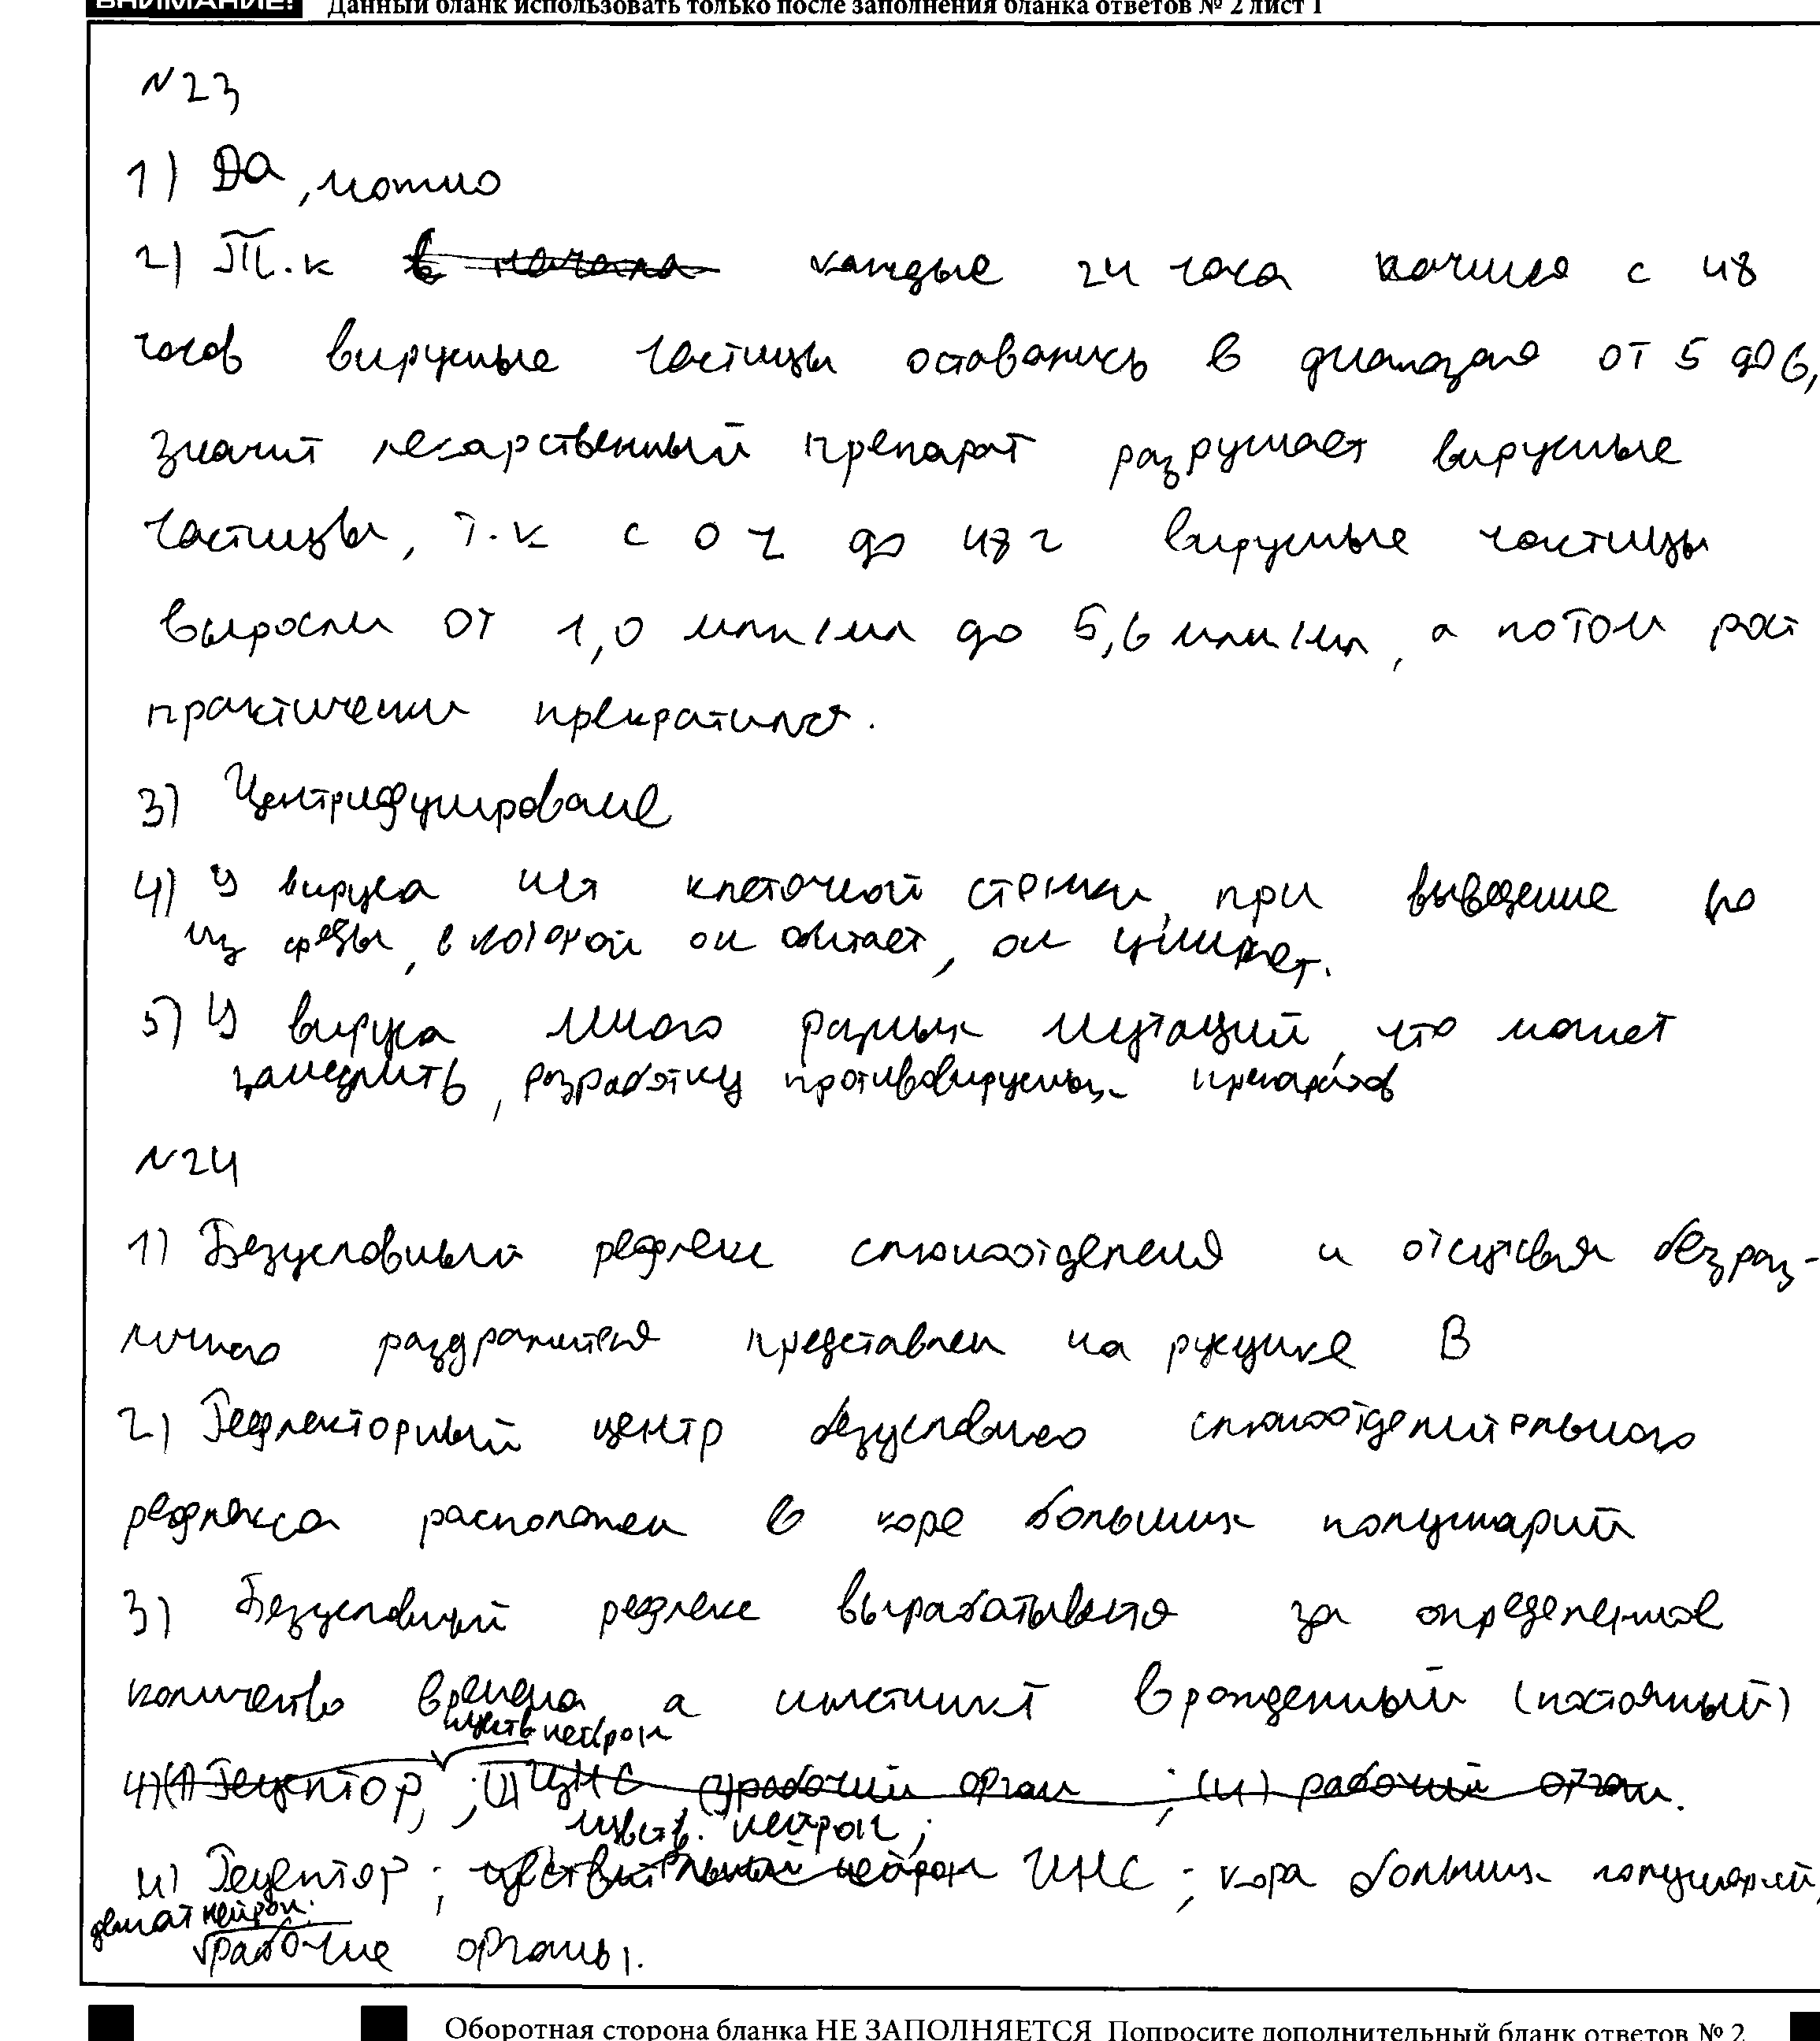 ВНИМАНИЕ! Данный бланк использовать только после заполнения бланка ответов № 2 лист 1
№23
1) Да, можно
2) Т.к в начала каждые 24 часа начиная с 48
часов вирусные частицы оставались в диапазоне от 5 до 6,
значит лекарственный препарат разрушает вирусные
частицы, т.к с 0 ч до 48 ч вирусные частицы
выросли от 1,0 млн/мл до 5,6 млн/мл, а потом рост
практически прекратился.
3) Центрифугирование
4) У вируса нет клеточной стенки, при выведение его
из среды, в которой он обитает, он умирает.
5) У вируса много разных мутаций, что может
замедлить, разработку противовирусных препаратов
№24
1) Безусловный рефлекс слюноотделения и отсутствия безраз-
личного раздражителя представлен на рисунке В
2) Рефлекторный центр безусловного слюноотделительного
рефлекса расположен в коре больших полушарий
3) Безусловный рефлекс вырабатывается за определенное
количество времени а инстинкт врожденный (постоянный)
чувств нейрон
4)(1) Рецептор, ; (2) ЦНС (3) рабочий орган ; (4) рабочий орган.
чувств. нейрон;
4) Рецептор ; чувствительный нейрон ЦНС ; кора больших полушарий,
двигат нейрон.
рабочие органы.
Оборотная сторона бланка НЕ ЗАПОЛНЯЕТСЯ Попросите дополнительный бланк ответов № 2